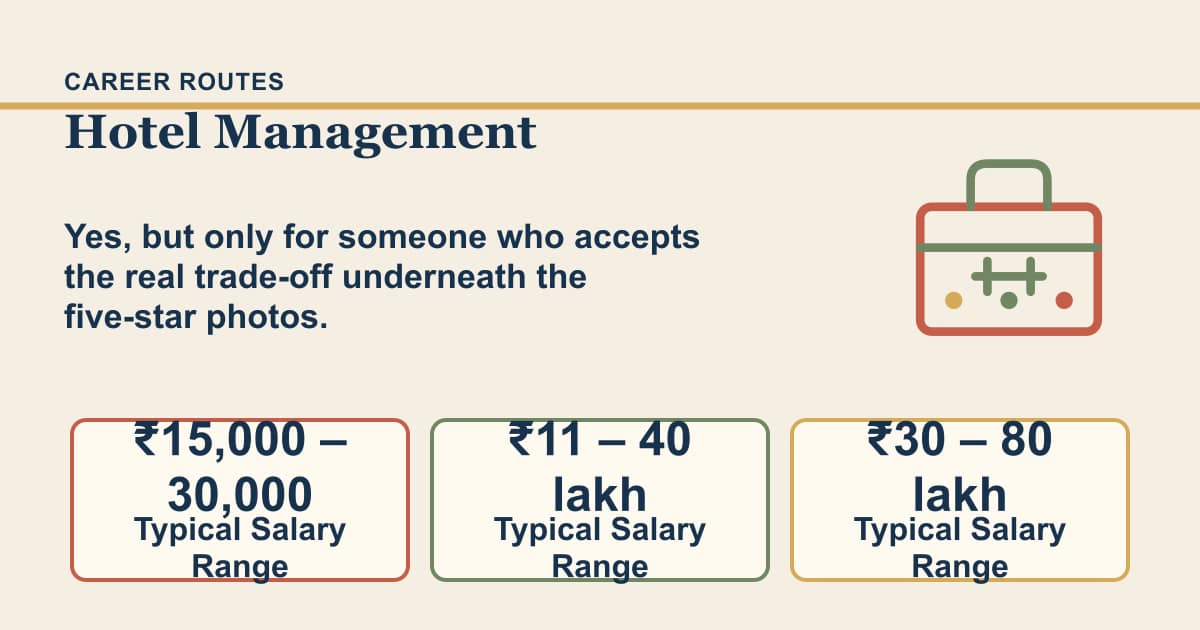 CAREER ROUTES
Hotel Management
Yes, but only for someone who accepts
the real trade-off underneath the
five-star photos.
₹15,000 –
30,000
Typical Salary
Range
₹11 – 40
lakh
Typical Salary
Range
₹30 – 80
lakh
Typical Salary
Range